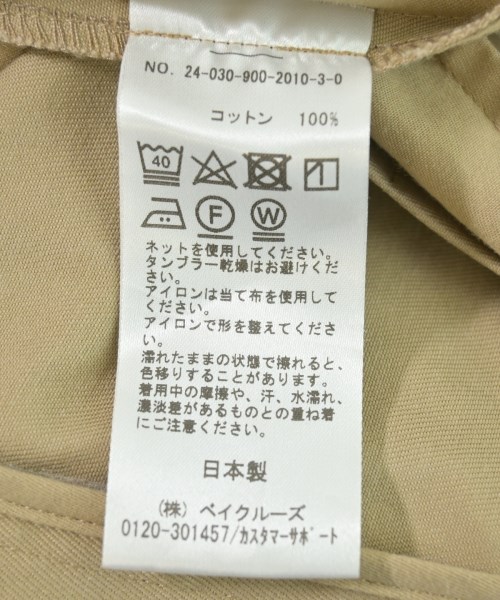 NO. 24-030-900-2010-3-0
コットン 100%
40
F W
ネットを使用してください。
タンブラー乾燥はお避けくださ
い。
アイロンは当て布を使用して
ください。
アイロンで形を整えてくださ
い。
濡れたままの状態で擦れると、
色移りすることがあります。
着用中の摩擦や、汗、水濡れ、
濃淡差があるものとの重ね着
にご注意ください。
日本製
(株) ベイクルーズ
0120-301457/ｶｽﾀﾏｰｻﾎﾟｰﾄ